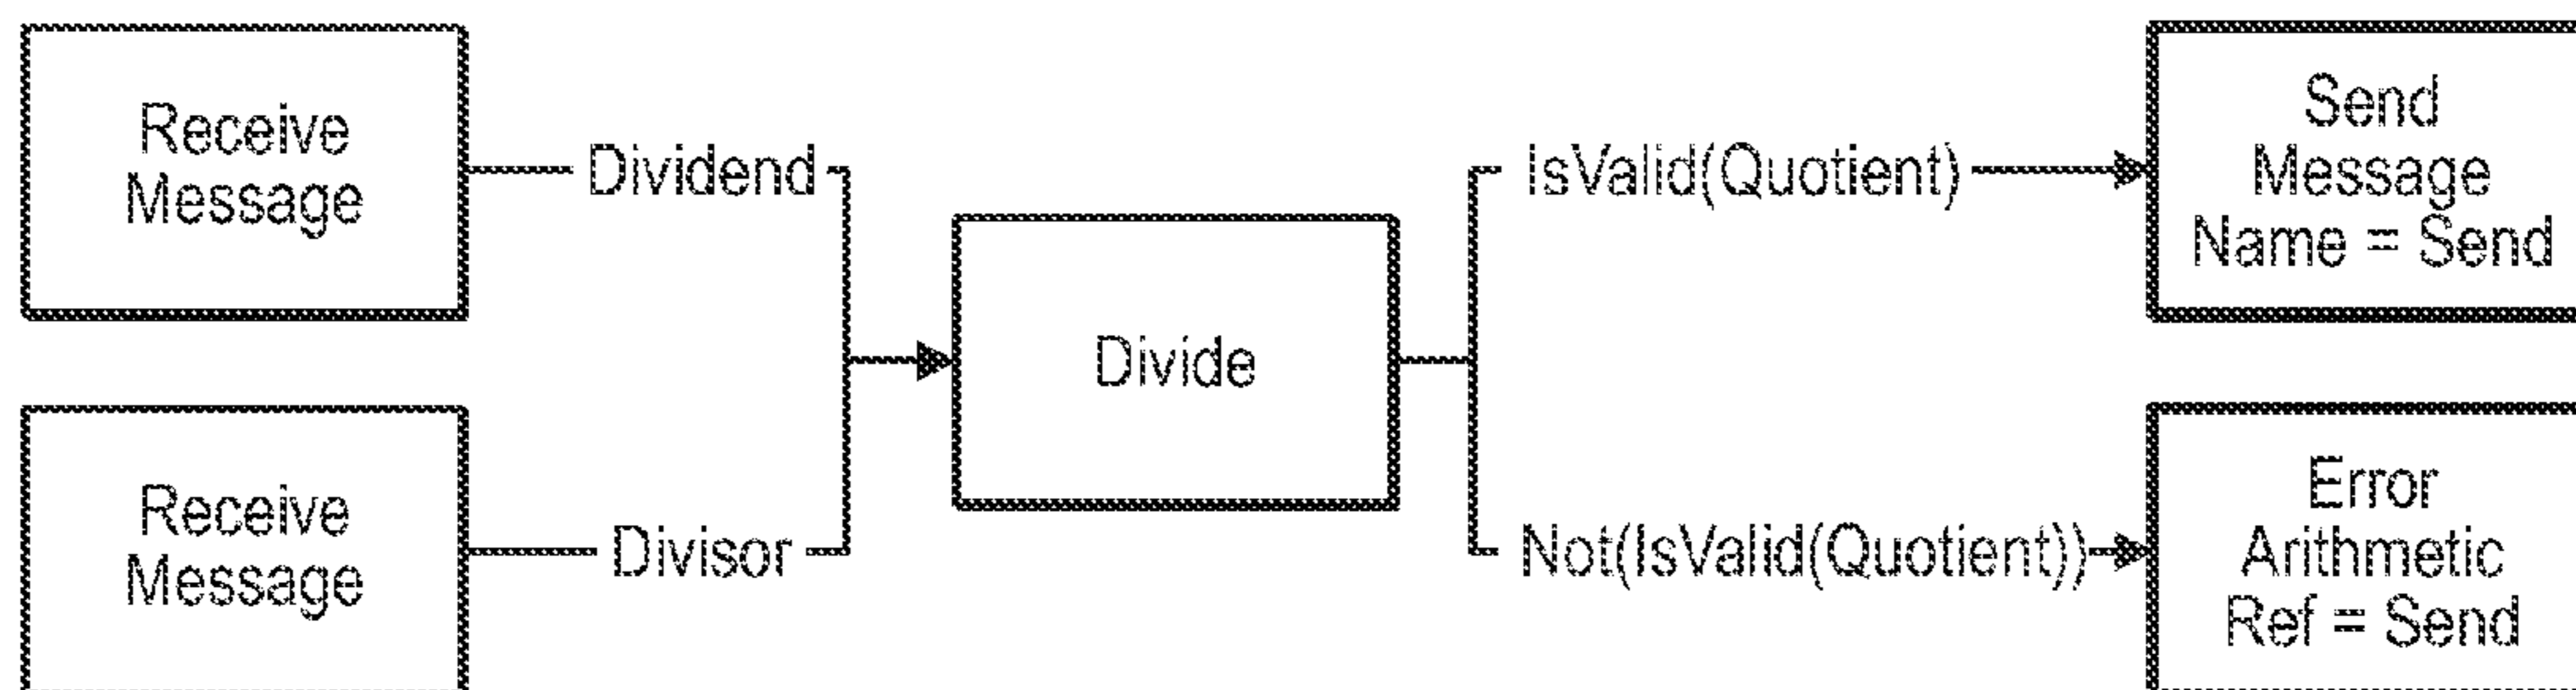 Receive
Message
Dividend
Receive
Message
Divisor
Divide
IsValid(Quotient)
Send
Message
Name = Send
Not(IsValid(Quotient))
Error
Arithmetic
Ref = Send